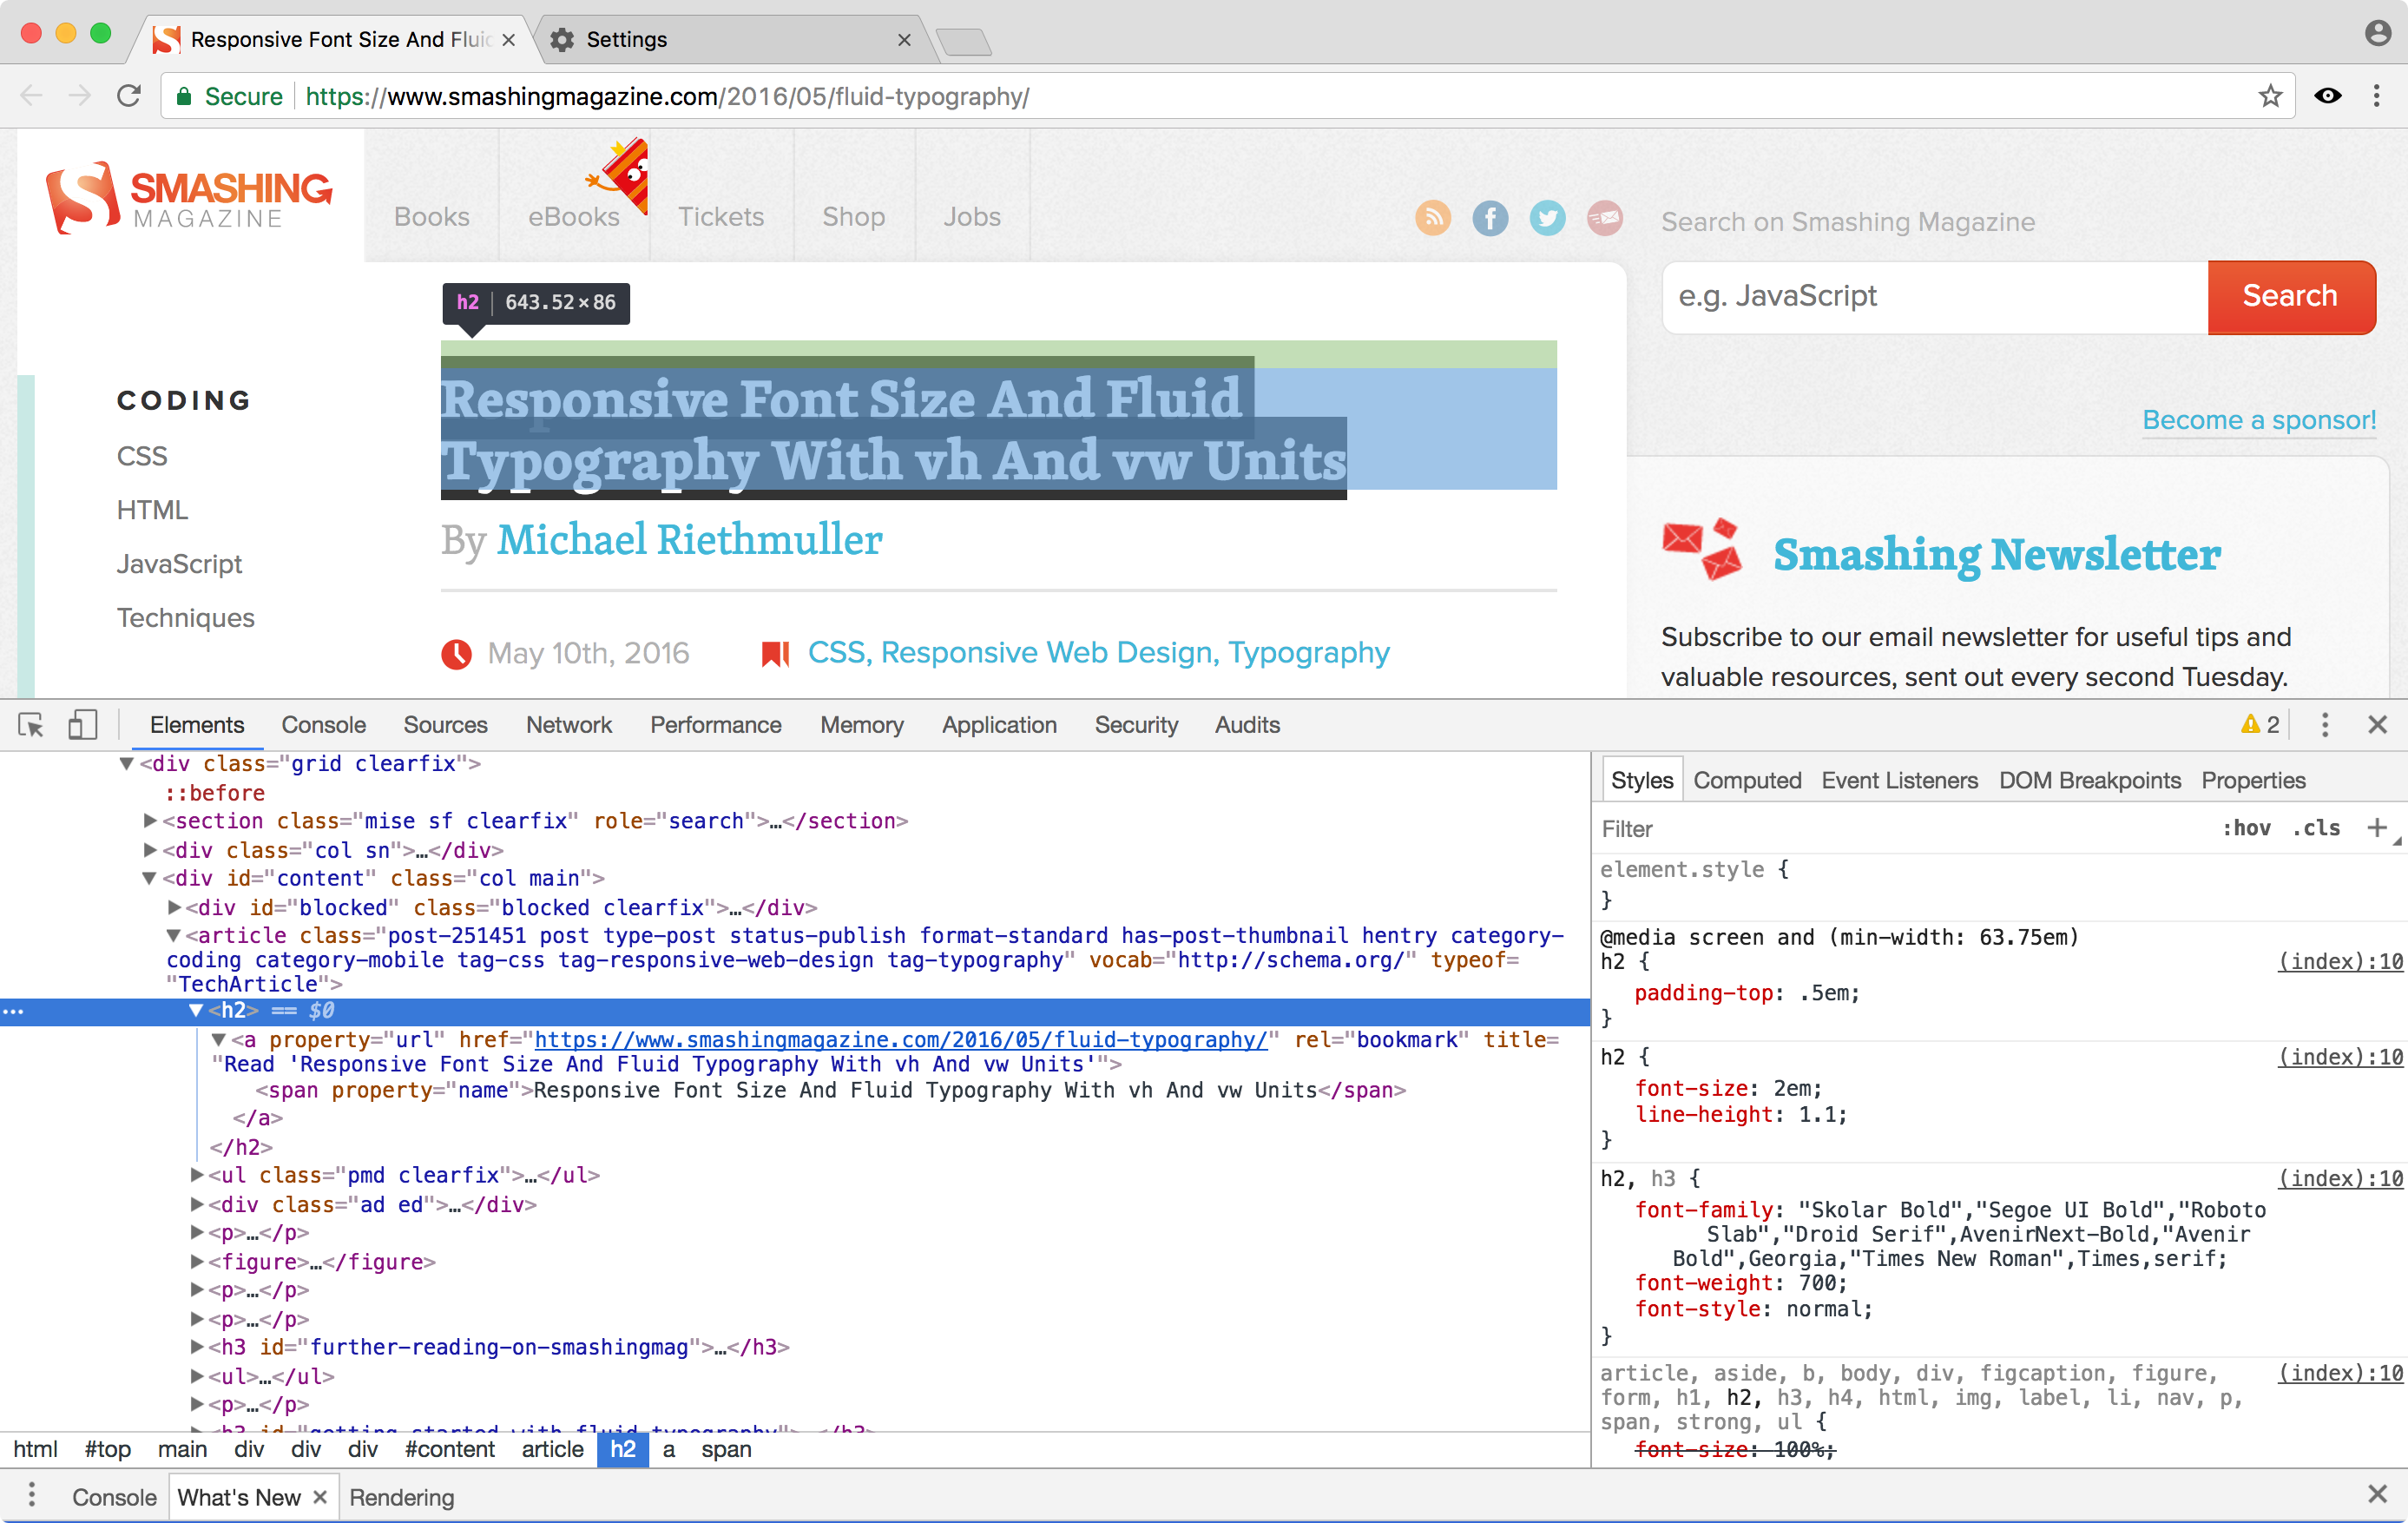 Responsive Font Size And Fluid
Settings
Secure https://www.smashingmagazine.com/2016/05/fluid-typography/
SMASHING
MAGAZINE
Books
eBooks
Tickets
Shop
Jobs
Search on Smashing Magazine
e.g. JavaScript
Search
h2 643.52×86
CODING
CSS
HTML
JavaScript
Techniques
Responsive Font Size And Fluid
Typography With vh And vw Units
By Michael Riethmuller
May 10th, 2016
CSS, Responsive Web Design, Typography
Become a sponsor!
Smashing Newsletter
Subscribe to our email newsletter for useful tips and
valuable resources, sent out every second Tuesday.
Elements Console Sources Network Performance Memory Application Security Audits
2
<div class="grid clearfix">
::before
<section class="mise sf clearfix" role="search">…</section>
<div class="col sn">…</div>
<div id="content" class="col main">
<div id="blocked" class="blocked clearfix">…</div>
<article class="post-251451 post type-post status-publish format-standard has-post-thumbnail hentry category-
coding category-mobile tag-css tag-responsive-web-design tag-typography" vocab="http://schema.org/" typeof=
"TechArticle">
… <h2> == $0
<a property="url" href="https://www.smashingmagazine.com/2016/05/fluid-typography/" rel="bookmark" title=
"Read 'Responsive Font Size And Fluid Typography With vh And vw Units'">
<span property="name">Responsive Font Size And Fluid Typography With vh And vw Units</span>
</a>
</h2>
<ul class="pmd clearfix">…</ul>
<div class="ad ed">…</div>
<p>…</p>
<figure>…</figure>
<p>…</p>
<p>…</p>
<h3 id="further-reading-on-smashingmag">…</h3>
<ul>…</ul>
<p>…</p>
<h3 id="getting-started-with-fluid-typography">…</h3>
html #top main div div div #content article h2 a span
Styles Computed Event Listeners DOM Breakpoints Properties
Filter :hov .cls +
element.style {
}
@media screen and (min-width: 63.75em)
h2 { (index):10
padding-top: .5em;
}
h2 { (index):10
font-size: 2em;
line-height: 1.1;
}
h2, h3 { (index):10
font-family: "Skolar Bold","Segoe UI Bold","Roboto
Slab","Droid Serif",AvenirNext-Bold,"Avenir
Bold",Georgia,"Times New Roman",Times,serif;
font-weight: 700;
font-style: normal;
}
article, aside, b, body, div, figcaption, figure, (index):10
form, h1, h2, h3, h4, html, img, label, li, nav, p,
span, strong, ul {
font-size: 100%;
Console What's New Rendering